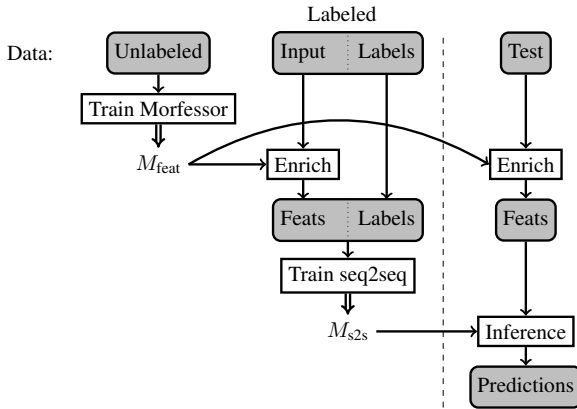 Labeled
Data: Unlabeled Input Labels Test
Train Morfessor
M_feat Enrich Enrich
Feats Labels Feats
Train seq2seq
M_s2s Inference
Predictions